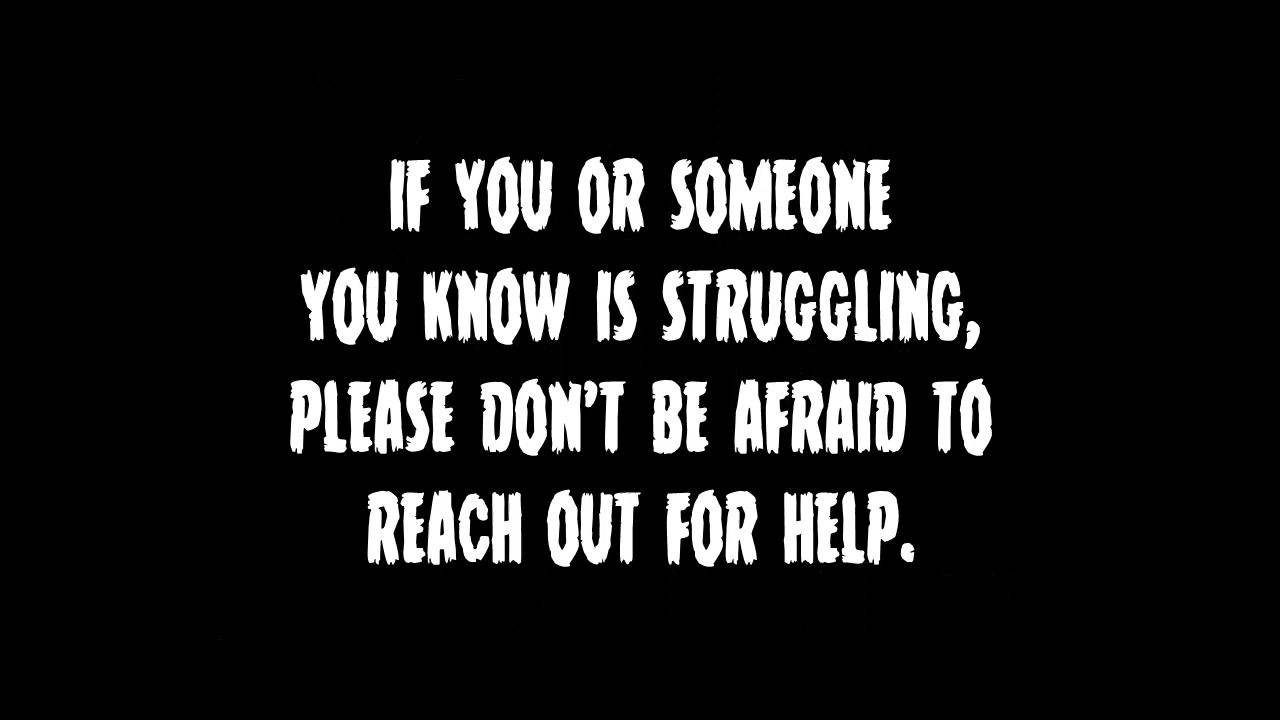 IF YOU OR SOMEONE
YOU KNOW IS STRUGGLING,
PLEASE DON'T BE AFRAID TO
REACH OUT FOR HELP.